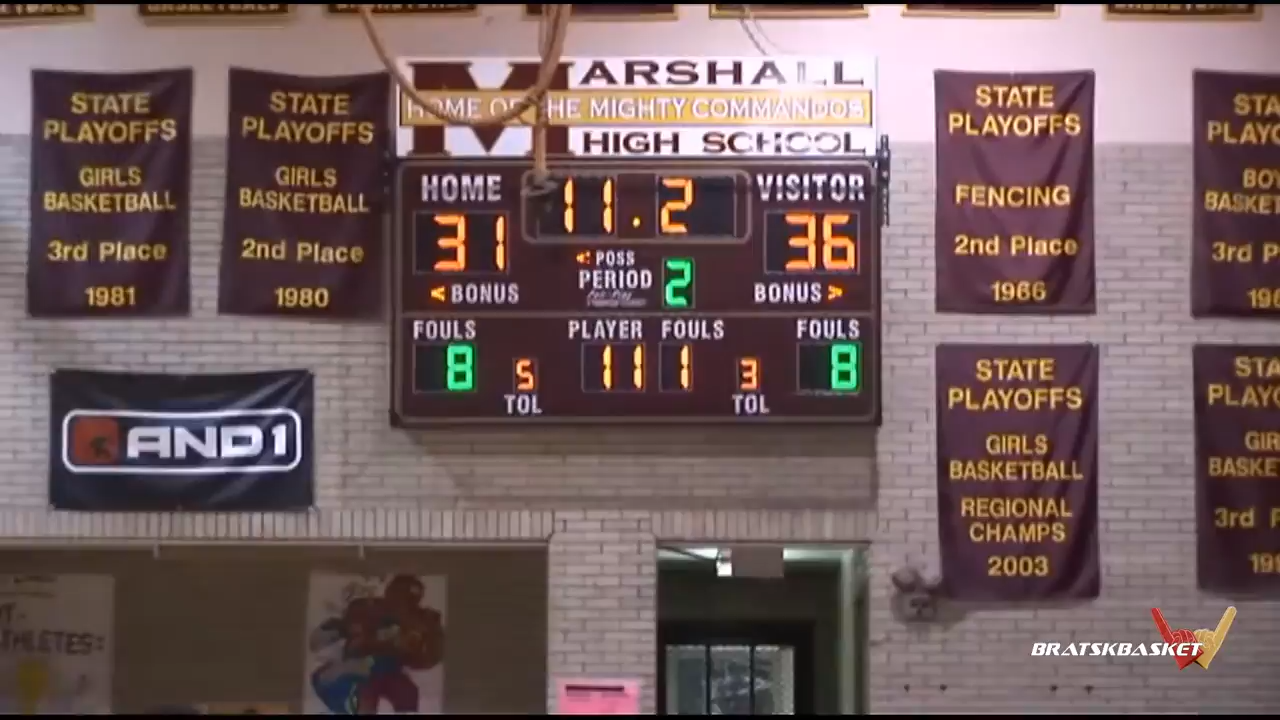 BASKETBALL
STATE
PLAYOFFS
GIRLS
BASKETBALL
3rd Place
1981
STATE
PLAYOFFS
GIRLS
BASKETBALL
2nd Place
1980
MARSHALL
HOME OF THE MIGHTY COMMANDOS
HIGH SCHOOL
HOME 11.2 VISITOR
31 36
< POSS
PERIOD 2
< BONUS BONUS >
FOULS PLAYER FOULS FOULS
8 5 11 1 3 8
TOL TOL
STATE
PLAYOFFS
FENCING
2nd Place
1966
STATE
PLAYOFFS
GIRLS
BASKETBALL
REGIONAL
CHAMPS
2003
3rd
AND1
BRATSKBASKET